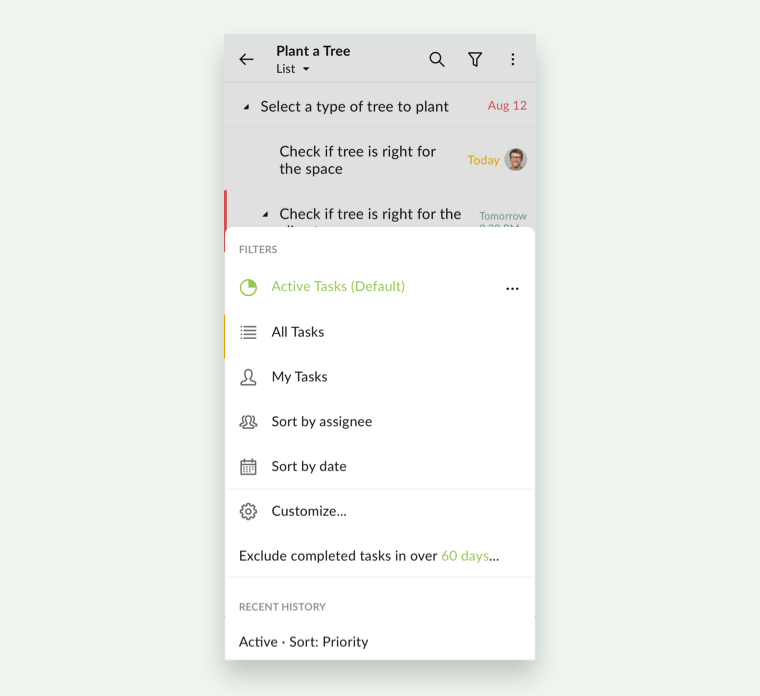 Plant a Tree
List
Select a type of tree to plant
Aug 12
Check if tree is right for
the space
Today
Check if tree is right for the
Tomorrow
FILTERS
Active Tasks (Default)
All Tasks
My Tasks
Sort by assignee
Sort by date
Customize...
Exclude completed tasks in over 60 days...
RECENT HISTORY
Active · Sort: Priority